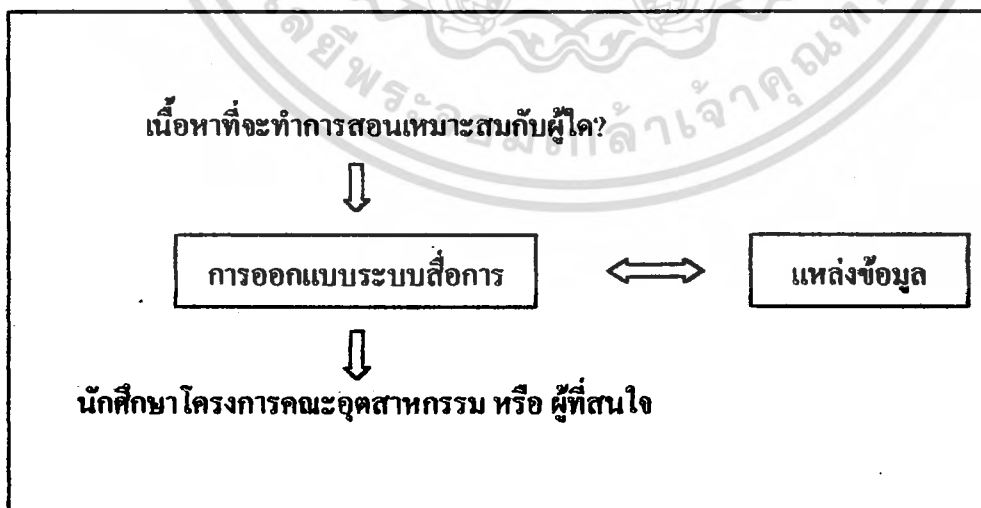 เนื้อหาที่จะทำการสอนเหมาะสมกับผู้ใด?
การออกแบบระบบสื่อการ
แหล่งข้อมูล
นักศึกษาโครงการคณะอุตสาหกรรม หรือ ผู้ที่สนใจ